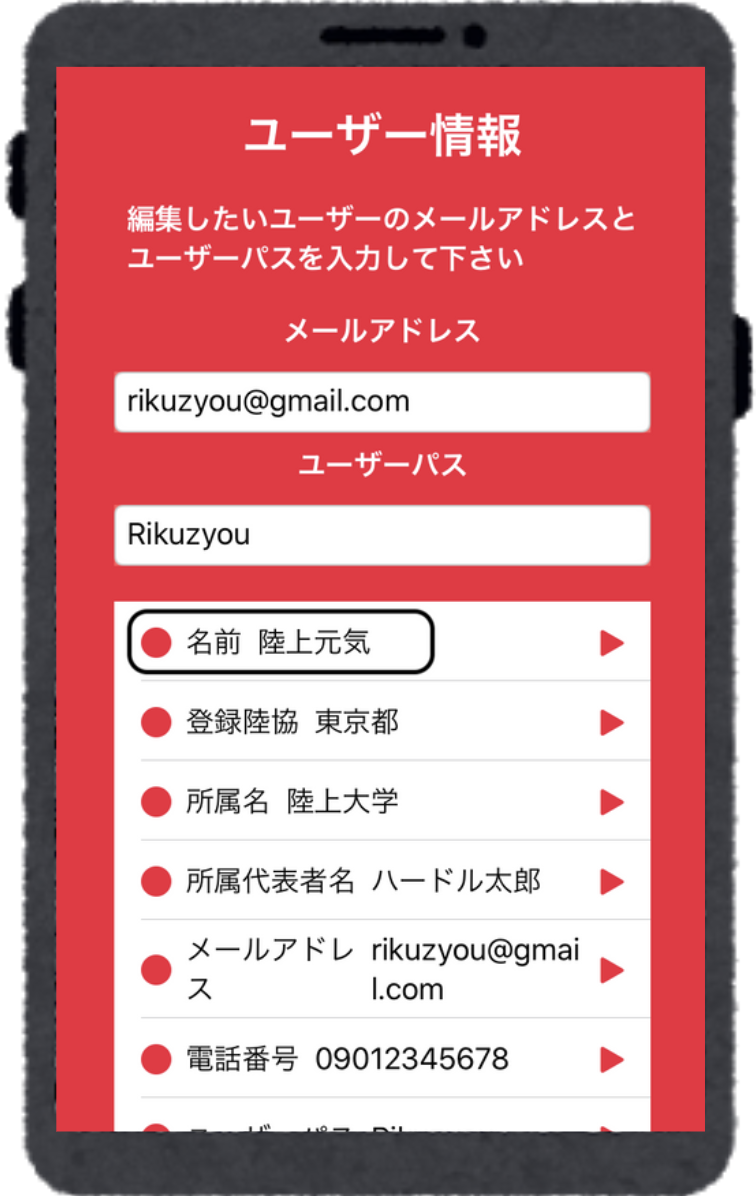 ユーザー情報
編集したいユーザーのメールアドレスと
ユーザーパスを入力して下さい
メールアドレス
rikuzyou@gmail.com
ユーザーパス
Rikuzyou
名前 陸上元気
登録陸協 東京都
所属名 陸上大学
所属代表者名 ハードル太郎
メールアドレ rikuzyou@gmai
ス l.com
電話番号 09012345678